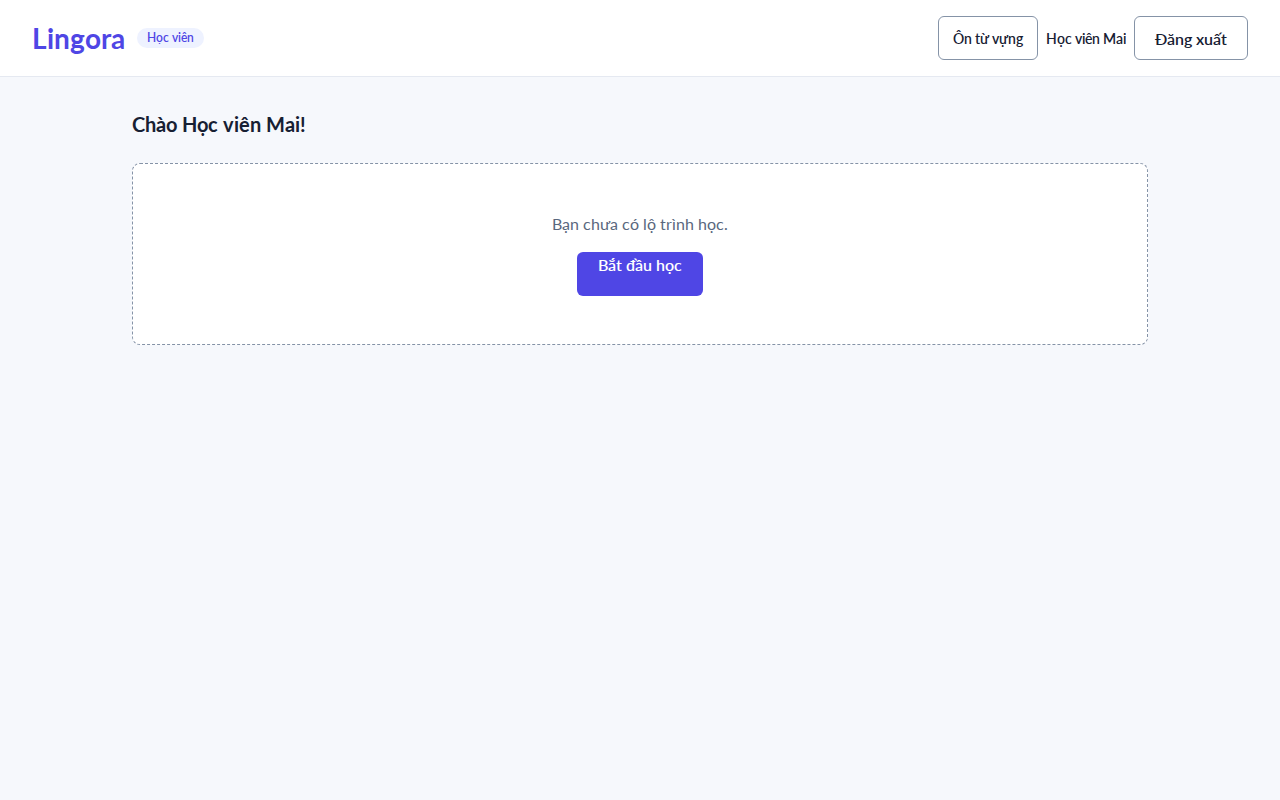 Lingora
Học viên
Ôn từ vựng
Học viên Mai
Đăng xuất
Chào Học viên Mai!
Bạn chưa có lộ trình học.
Bắt đầu học